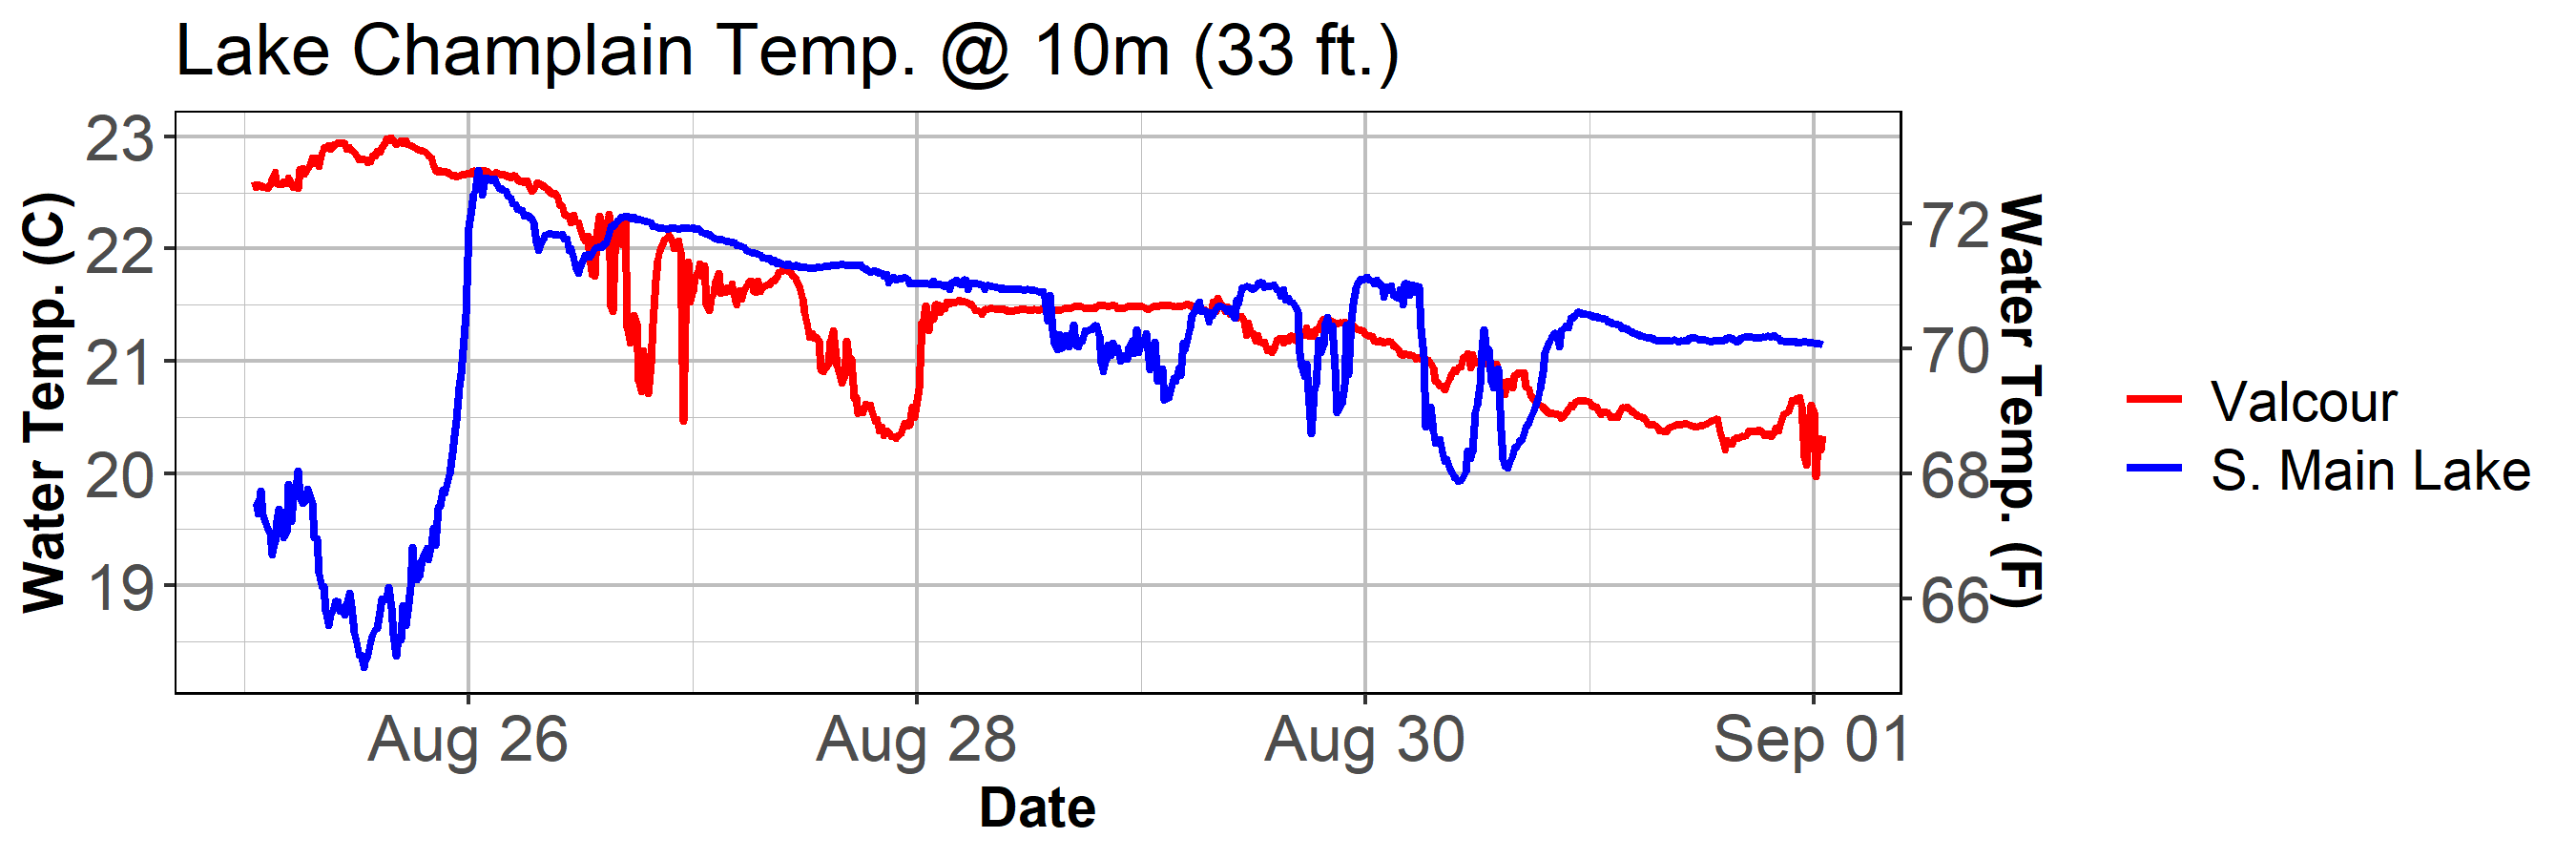 Lake Champlain Temp. @ 10m (33 ft.)
Water Temp. (C)
23
22
21
20
19
72
70
68
66
Water Temp. (F)
Aug 26
Aug 28
Aug 30
Sep 01
Date
Valcour
S. Main Lake